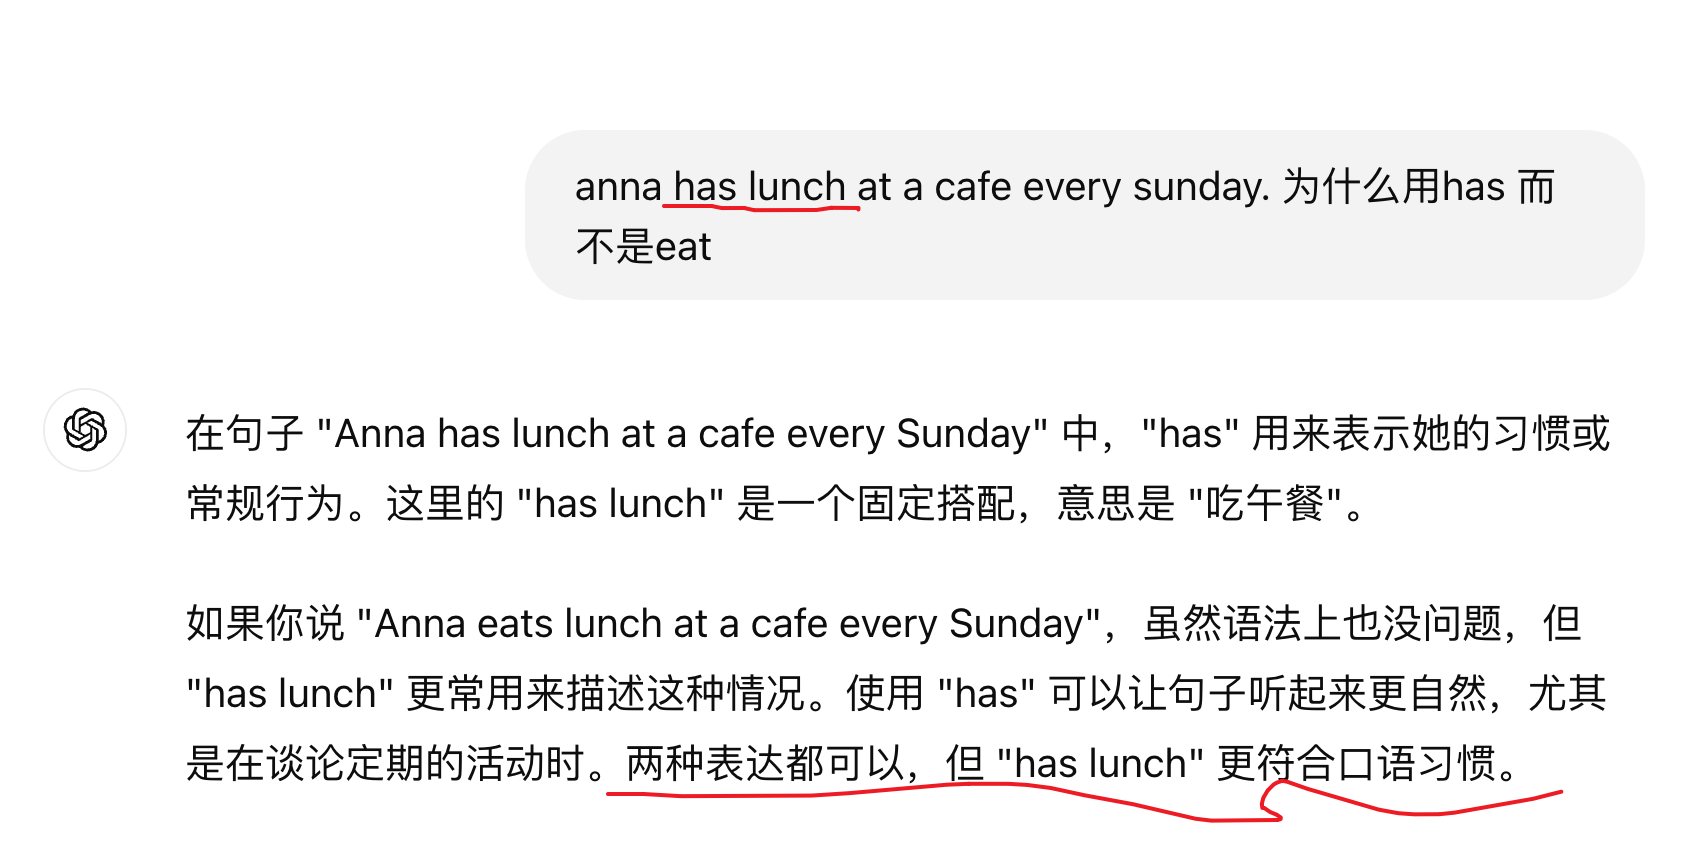 anna has lunch at a cafe every sunday. 为什么用has 而
不是eat
在句子 "Anna has lunch at a cafe every Sunday" 中，"has" 用来表示她的习惯或
常规行为。这里的 "has lunch" 是一个固定搭配，意思是 "吃午餐"。
如果你说 "Anna eats lunch at a cafe every Sunday"，虽然语法上也没问题，但
"has lunch" 更常用来描述这种情况。使用 "has" 可以让句子听起来更自然，尤其
是在谈论定期的活动时。两种表达都可以，但 "has lunch" 更符合口语习惯。